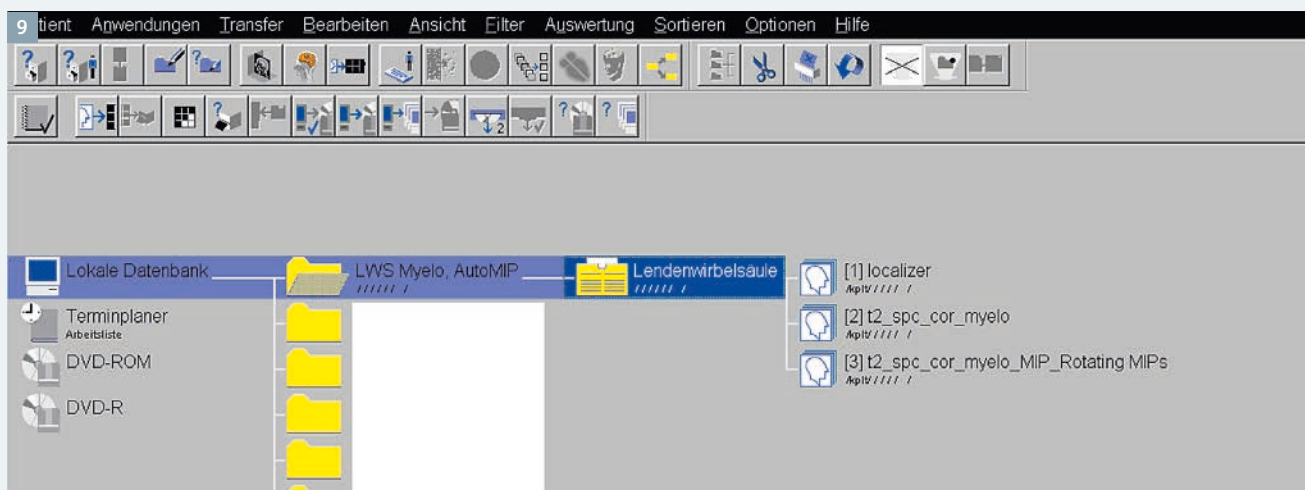 9
tient Anwendungen Transfer Bearbeiten Ansicht Filter Auswertung Sortieren Optionen Hilfe
Lokale Datenbank LWS Myelo, AutoMIP Lendenwirbelsäule [1] localizer
Terminplaner [2] t2_spc_cor_myelo
Arbeitsliste
DVD-ROM [3] t2_spc_cor_myelo_MIP_Rotating MIPs
DVD-R